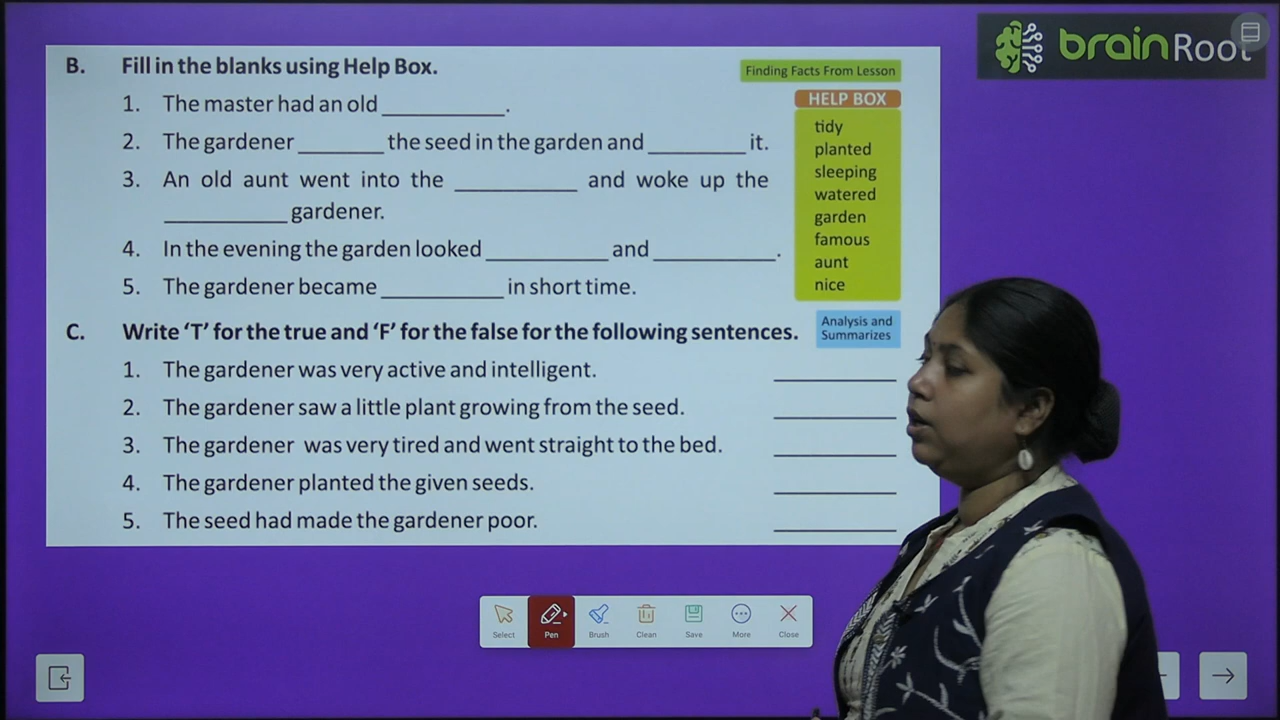 brainRoot
B. Fill in the blanks using Help Box.
Finding Facts From Lesson
1. The master had an old __________.
2. The gardener _______ the seed in the garden and ________ it.
3. An old aunt went into the __________ and woke up the
__________ gardener.
4. In the evening the garden looked __________ and __________.
5. The gardener became __________ in short time.
HELP BOX
tidy
planted
sleeping
watered
garden
famous
aunt
nice
C. Write ‘T’ for the true and ‘F’ for the false for the following sentences.
Analysis and
Summarizes
1. The gardener was very active and intelligent. __________
2. The gardener saw a little plant growing from the seed. __________
3. The gardener was very tired and went straight to the bed. __________
4. The gardener planted the given seeds. __________
5. The seed had made the gardener poor. __________
Select Pen Brush Clean Save More Close